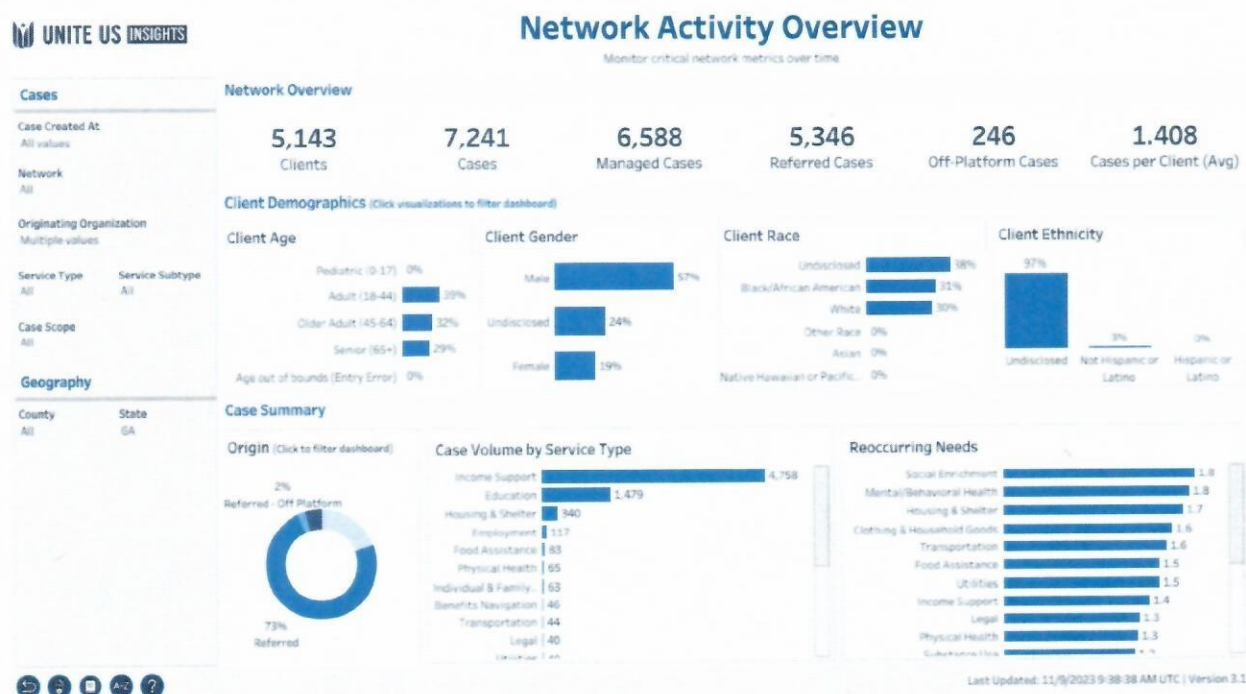 UNITE US INSIGHTS
Network Activity Overview
Monitor critical network metrics over time
Cases
Case Created At
All values
Network
All
Originating Organization
Multiple values
Service Type
Service Subtype
All
All
Case Scope
All
Geography
County
State
All
GA
Network Overview
5,143
Clients
7,241
Cases
6,588
Managed Cases
5,346
Referred Cases
246
Off-Platform Cases
1.408
Cases per Client (Avg)
Client Demographics (Click visualizations to filter dashboard)
Client Age
Pediatric (0-17) 0%
Adult (18-44) 39%
Older Adult (45-64) 32%
Senior (65+) 29%
Age out of bounds (Entry Error) 0%
Client Gender
Male 57%
Undisclosed 24%
Female 19%
Client Race
Undisclosed 38%
Black/African American 31%
White 30%
Other Race 0%
Asian 0%
Native Hawaiian or Pacific... 0%
Client Ethnicity
97%
Undisclosed
3%
Not Hispanic or
Latino
0%
Hispanic or
Latino
Case Summary
Origin (Click to filter dashboard)
2%
Referred - Off Platform
73%
Referred
Case Volume by Service Type
Income Support 4,758
Education 1,479
Housing & Shelter 340
Employment 117
Food Assistance 83
Physical Health 65
Individual & Family... 63
Benefits Navigation 46
Transportation 44
Legal 40
Utilities 40
Reoccurring Needs
Social Enrichment 1.8
Mental/Behavioral Health 1.8
Housing & Shelter 1.7
Clothing & Household Goods 1.6
Transportation 1.6
Food Assistance 1.5
Utilities 1.5
Income Support 1.4
Legal 1.3
Physical Health 1.3
Substance Use
A-Z
?
Last Updated: 11/9/2023 9:38:38 AM UTC | Version 3.1